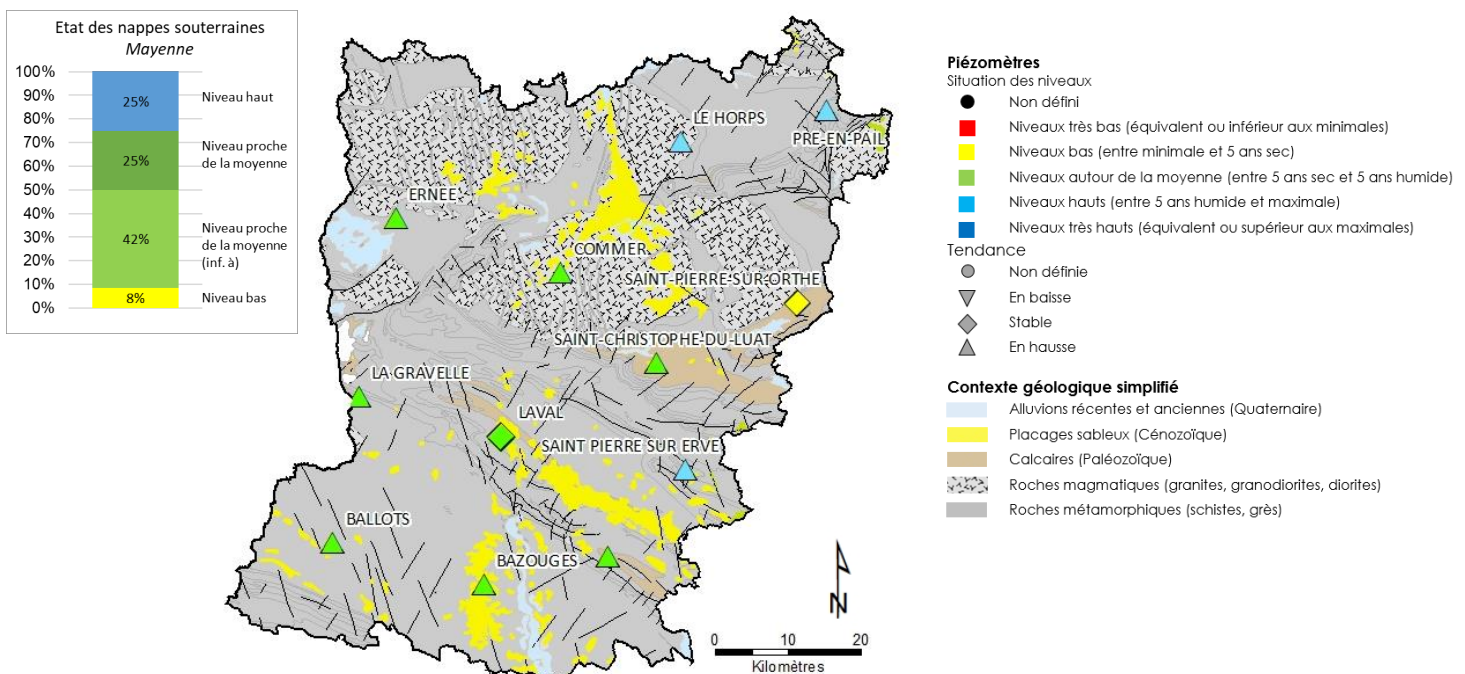 Etat des nappes souterraines
Mayenne
100%
90%
80%
70%
60%
50%
40%
30%
20%
10%
0%
25%
25%
42%
8%
Niveau haut
Niveau proche
de la moyenne
Niveau proche
de la moyenne
(inf. à)
Niveau bas
LE HORPS
PRE-EN-PAIL
ERNEE
COMMER
SAINT-PIERRE-SUR-ORTHE
SAINT-CHRISTOPHE-DU-LUAT
LA GRAVELLE
LAVAL
SAINT PIERRE SUR ERVE
BALLOTS
BAZOUGES
N
0 10 20
Kilomètres
Piézomètres
Situation des niveaux
Non défini
Niveaux très bas (équivalent ou inférieur aux minimales)
Niveaux bas (entre minimale et 5 ans sec)
Niveaux autour de la moyenne (entre 5 ans sec et 5 ans humide)
Niveaux hauts (entre 5 ans humide et maximale)
Niveaux très hauts (équivalent ou supérieur aux maximales)
Tendance
Non définie
En baisse
Stable
En hausse
Contexte géologique simplifié
Alluvions récentes et anciennes (Quaternaire)
Placages sableux (Cénozoïque)
Calcaires (Paléozoïque)
Roches magmatiques (granites, granodiorites, diorites)
Roches métamorphiques (schistes, grès)